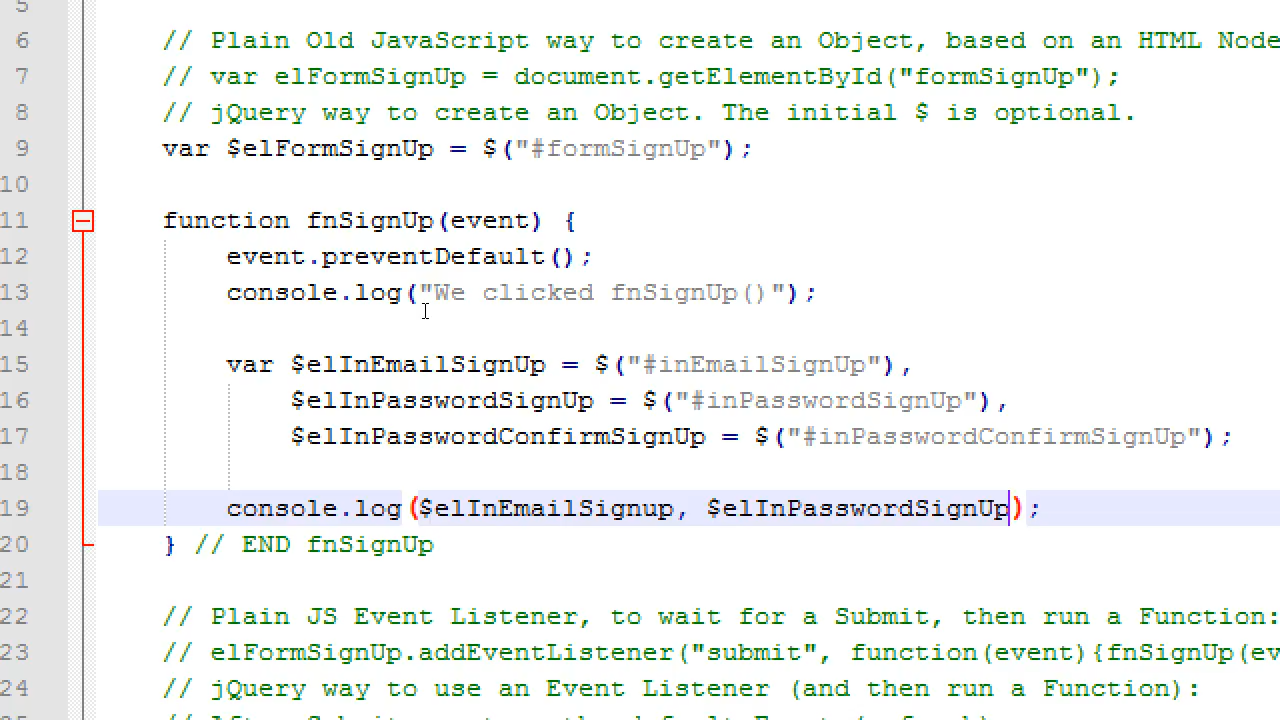 5
6 // Plain Old JavaScript way to create an Object, based on an HTML Node
7 // var elFormSignUp = document.getElementById("formSignUp");
8 // jQuery way to create an Object. The initial $ is optional.
9 var $elFormSignUp = $("#formSignUp");
10
11 function fnSignUp(event) {
12 event.preventDefault();
13 console.log("We clicked fnSignUp()");
14
15 var $elInEmailSignUp = $("#inEmailSignUp"),
16 $elInPasswordSignUp = $("#inPasswordSignUp"),
17 $elInPasswordConfirmSignUp = $("#inPasswordConfirmSignUp");
18
19 console.log($elInEmailSignup, $elInPasswordSignUp);
20 } // END fnSignUp
21
22 // Plain JS Event Listener, to wait for a Submit, then run a Function:
23 // elFormSignUp.addEventListener("submit", function(event){fnSignUp(ev
24 // jQuery way to use an Event Listener (and then run a Function):